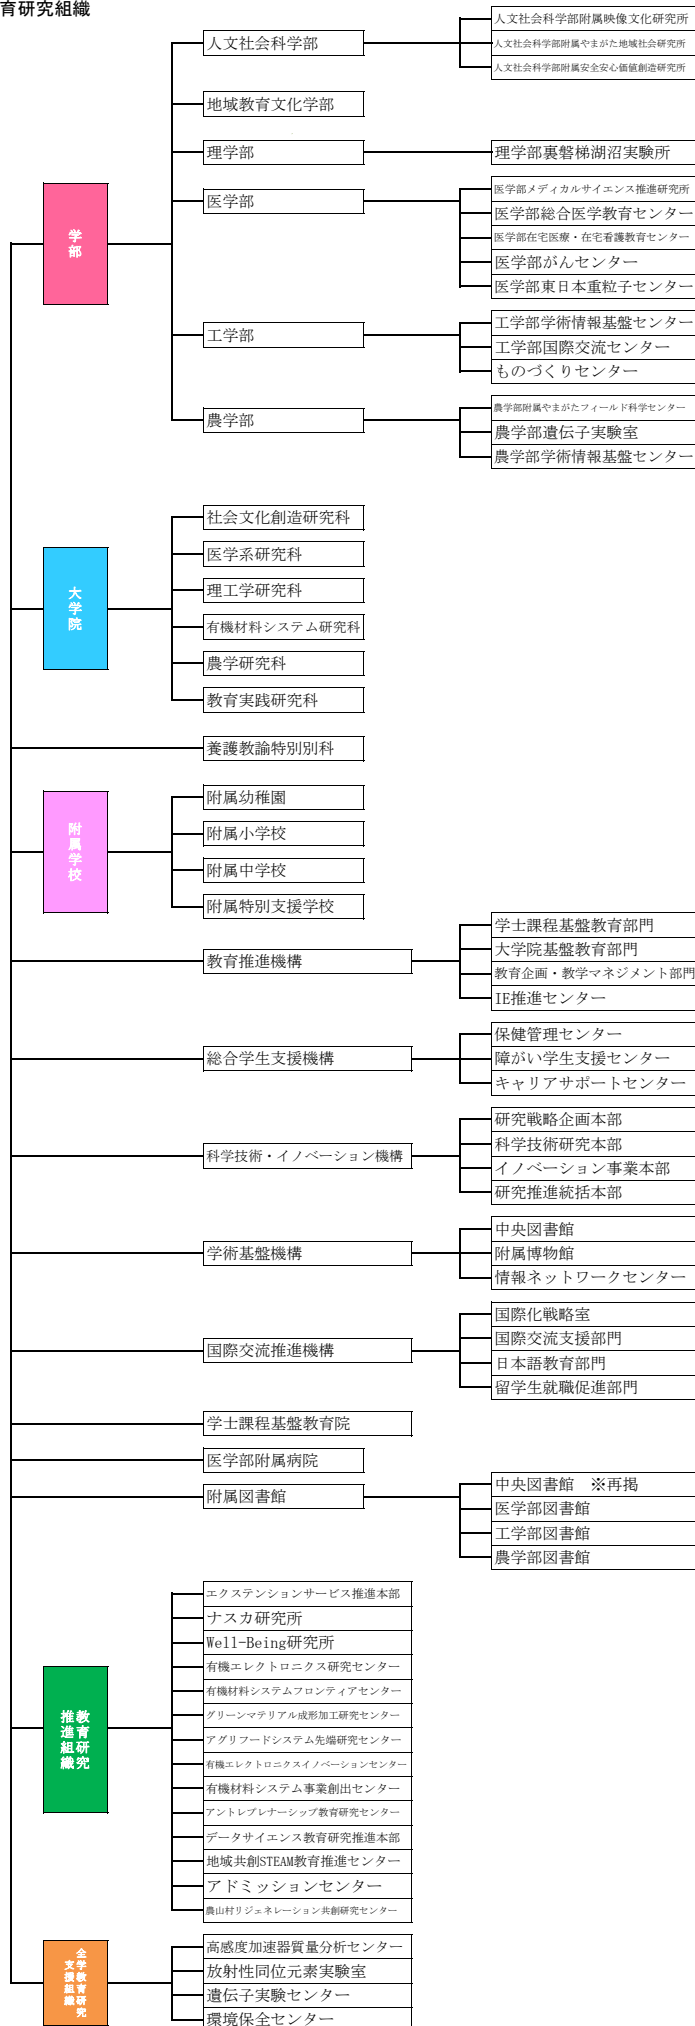 育研究組織
学部
人文社会科学部
人文社会科学部附属映像文化研究所
人文社会科学部附属やまがた地域社会研究所
人文社会科学部附属安全安心価値創造研究所
地域教育文化学部
理学部
理学部裏磐梯湖沼実験所
医学部
医学部メディカルサイエンス推進研究所
医学部総合医学教育センター
医学部在宅医療・在宅看護教育センター
医学部がんセンター
医学部東日本重粒子センター
工学部
工学部学術情報基盤センター
工学部国際交流センター
ものづくりセンター
農学部
農学部附属やまがたフィールド科学センター
農学部遺伝子実験室
農学部学術情報基盤センター
大学院
社会文化創造研究科
医学系研究科
理工学研究科
有機材料システム研究科
農学研究科
教育実践研究科
養護教諭特別別科
附属学校
附属幼稚園
附属小学校
附属中学校
附属特別支援学校
教育推進機構
学士課程基盤教育部門
大学院基盤教育部門
教育企画・教学マネジメント部門
IE推進センター
総合学生支援機構
保健管理センター
障がい学生支援センター
キャリアサポートセンター
科学技術・イノベーション機構
研究戦略企画本部
科学技術研究本部
イノベーション事業本部
研究推進統括本部
学術基盤機構
中央図書館
附属博物館
情報ネットワークセンター
国際交流推進機構
国際化戦略室
国際交流支援部門
日本語教育部門
留学生就職促進部門
学士課程基盤教育院
医学部附属病院
附属図書館
中央図書館　※再掲
医学部図書館
工学部図書館
農学部図書館
教育研究
推進組織
エクステンションサービス推進本部
ナスカ研究所
Well-Being研究所
有機エレクトロニクス研究センター
有機材料システムフロンティアセンター
グリーンマテリアル成形加工研究センター
アグリフードシステム先端研究センター
有機エレクトロニクスイノベーションセンター
有機材料システム事業創出センター
アントレプレナーシップ教育研究センター
データサイエンス教育研究推進本部
地域共創STEAM教育推進センター
アドミッションセンター
農山村リジェネレーション共創研究センター
全学教育研究
支援組織
高感度加速器質量分析センター
放射性同位元素実験室
遺伝子実験センター
環境保全センター